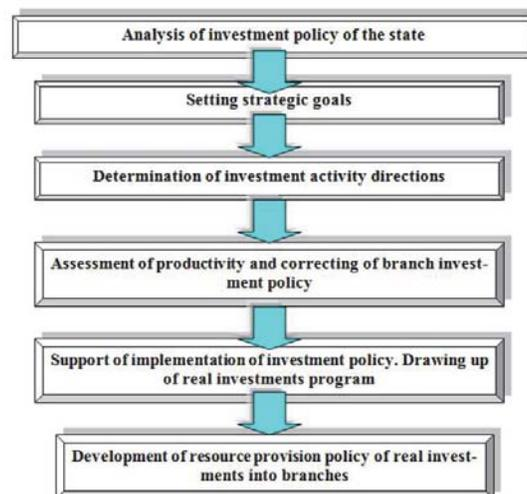 Analysis of investment policy of the state
Setting strategic goals
Determination of investment activity directions
Assessment of productivity and correcting of branch invest-
ment policy
Support of implementation of investment policy. Drawing up
of real investments program
Development of resource provision policy of real invest-
ments into branches